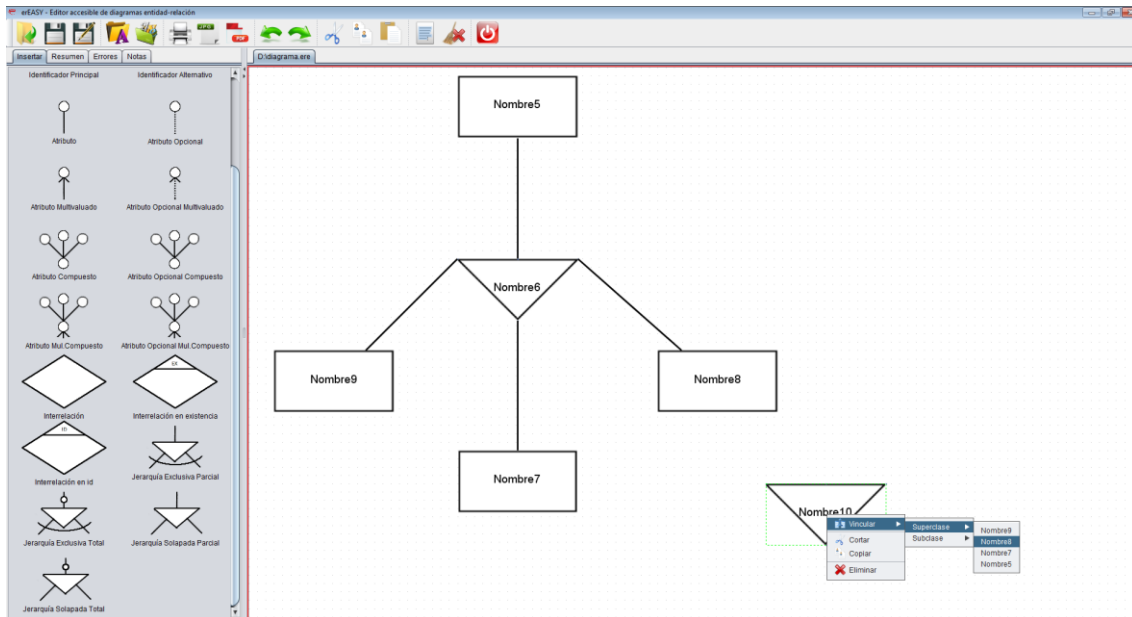 erEASY - Editor accesible de diagramas entidad-relación
JPEG
PDF
Insertar Resumen Errores Notas
D:\diagrama.ere
Identificador Principal Identificador Alternativo
Atributo Atributo Opcional
Atributo Multivaluado Atributo Opcional Multivaluado
Atributo Compuesto Atributo Opcional Compuesto
Atributo Mul.Compuesto Atributo Opcional Mul.Compuesto
Interrelación Interrelación en existencia
Interrelación en id Jerarquía Exclusiva Parcial
Jerarquía Exclusiva Total Jerarquía Solapada Parcial
Jerarquía Solapada Total
Nombre5
Nombre6
Nombre9
Nombre8
Nombre7
Nombre10
Vincular
Cortar
Copiar
Eliminar
Superclase
Subclase
Nombre9
Nombre8
Nombre7
Nombre5